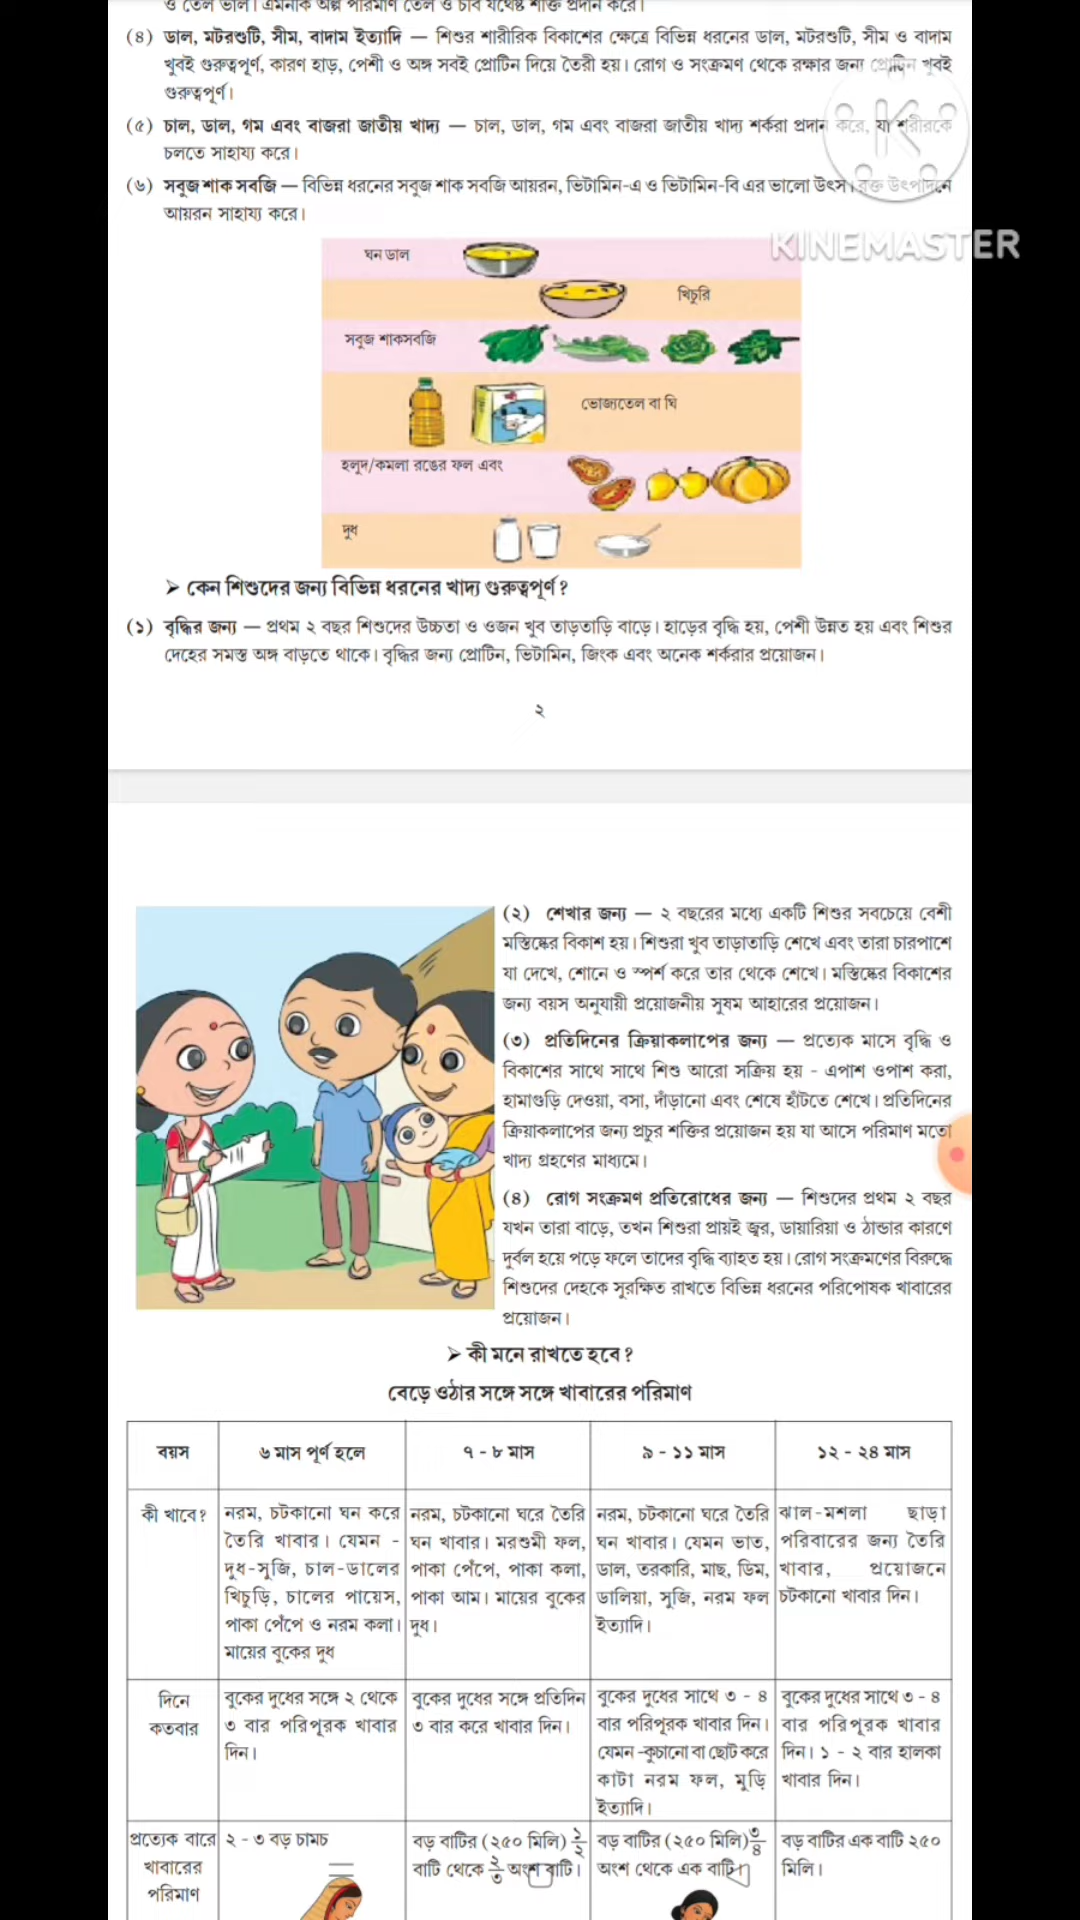 ও তেল ভাল। এমনকি অল্প পরিমাণ তেল ও চর্বি যথেষ্ট শক্তি প্রদান করে।
(৪) ডাল, মটরশুটি, সীম, বাদাম ইত্যাদি — শিশুর শারীরিক বিকাশের ক্ষেত্রে বিভিন্ন ধরনের ডাল, মটরশুটি, সীম ও বাদাম
খুবই গুরুত্বপূর্ণ, কারণ হাড়, পেশী ও অঙ্গ সবই প্রোটিন দিয়ে তৈরী হয়। রোগ ও সংক্রমণ থেকে রক্ষার জন্য প্রোটিন খুবই
গুরুত্বপূর্ণ।
(৫) চাল, ডাল, গম এবং বাজরা জাতীয় খাদ্য — চাল, ডাল, গম এবং বাজরা জাতীয় খাদ্য শর্করা প্রদান করে, যা শরীরকে
চলতে সাহায্য করে।
(৬) সবুজ শাক সবজি — বিভিন্ন ধরনের সবুজ শাক সবজি আয়রন, ভিটামিন-এ ও ভিটামিন-বি এর ভালো উৎস। রক্ত উৎপাদনে
আয়রন সাহায্য করে।
KINEMASTER
ঘন ডাল
খিচুরি
সবুজ শাকসবজি
ভোজ্যতেল বা ঘি
হলুদ/কমলা রঙের ফল এবং
দুধ
➤ কেন শিশুদের জন্য বিভিন্ন ধরনের খাদ্য গুরুত্বপূর্ণ?
(১) বৃদ্ধির জন্য — প্রথম ২ বছর শিশুদের উচ্চতা ও ওজন খুব তাড়তাড়ি বাড়ে। হাড়ের বৃদ্ধি হয়, পেশী উন্নত হয় এবং শিশুর
দেহের সমস্ত অঙ্গ বাড়তে থাকে। বৃদ্ধির জন্য প্রোটিন, ভিটামিন, জিংক এবং অনেক শর্করার প্রয়োজন।
২
(২) শেখার জন্য — ২ বছরের মধ্যে একটি শিশুর সবচেয়ে বেশী
মস্তিষ্কের বিকাশ হয়। শিশুরা খুব তাড়াতাড়ি শেখে এবং তারা চারপাশে
যা দেখে, শোনে ও স্পর্শ করে তার থেকে শেখে। মস্তিষ্কের বিকাশের
জন্য বয়স অনুযায়ী প্রয়োজনীয় সুষম আহারের প্রয়োজন।
(৩) প্রতিদিনের ক্রিয়াকলাপের জন্য — প্রত্যেক মাসে বৃদ্ধি ও
বিকাশের সাথে সাথে শিশু আরো সক্রিয় হয় - এপাশ ওপাশ করা,
হামাগুড়ি দেওয়া, বসা, দাঁড়ানো এবং শেষে হাঁটতে শেখে। প্রতিদিনের
ক্রিয়াকলাপের জন্য প্রচুর শক্তির প্রয়োজন হয় যা আসে পরিমাণ মতো
খাদ্য গ্রহণের মাধ্যমে।
(৪) রোগ সংক্রমণ প্রতিরোধের জন্য — শিশুদের প্রথম ২ বছর
যখন তারা বাড়ে, তখন শিশুরা প্রায়ই জ্বর, ডায়ারিয়া ও ঠান্ডার কারণে
দুর্বল হয়ে পড়ে ফলে তাদের বৃদ্ধি ব্যাহত হয়। রোগ সংক্রমণের বিরুদ্ধে
শিশুদের দেহকে সুরক্ষিত রাখতে বিভিন্ন ধরনের পরিপোষক খাবারের
প্রয়োজন।
➤ কী মনে রাখতে হবে?
বেড়ে ওঠার সঙ্গে সঙ্গে খাবারের পরিমাণ
বয়স
৬ মাস পূর্ণ হলে
৭ - ৮ মাস
৯ - ১১ মাস
১২ - ২৪ মাস
কী খাবে?
নরম, চটকানো ঘন করে
তৈরি খাবার। যেমন -
দুধ-সুজি, চাল-ডালের
খিচুড়ি, চালের পায়েস,
পাকা পেঁপে ও নরম কলা।
মায়ের বুকের দুধ
নরম, চটকানো ঘরে তৈরি
ঘন খাবার। মরশুমী ফল,
পাকা পেঁপে, পাকা কলা,
পাকা আম। মায়ের বুকের
দুধ।
নরম, চটকানো ঘরে তৈরি
ঘন খাবার। যেমন ভাত,
ডাল, তরকারি, মাছ, ডিম,
ডালিয়া, সুজি, নরম ফল
ইত্যাদি।
ঝাল-মশলা ছাড়া
পরিবারের জন্য তৈরি
খাবার, প্রয়োজনে
চটকানো খাবার দিন।
দিনে
কতবার
বুকের দুধের সঙ্গে ২ থেকে
৩ বার পরিপূরক খাবার
দিন।
বুকের দুধের সঙ্গে প্রতিদিন
৩ বার করে খাবার দিন।
বুকের দুধের সাথে ৩ - ৪
বার পরিপূরক খাবার দিন।
যেমন -কুচানো বা ছোট করে
কাটা নরম ফল, মুড়ি
ইত্যাদি।
বুকের দুধের সাথে ৩ - ৪
বার পরিপূরক খাবার
দিন। ১ - ২ বার হালকা
খাবার দিন।
প্রত্যেক বারে
খাবারের
পরিমাণ
২ - ৩ বড় চামচ
বড় বাটির (২৫০ মিলি) ১/২
বাটি থেকে ২/৩ অংশ বাটি।
বড় বাটির (২৫০ মিলি) ৩/৪
অংশ থেকে এক বাটি।
বড় বাটির এক বাটি ২৫০
মিলি।